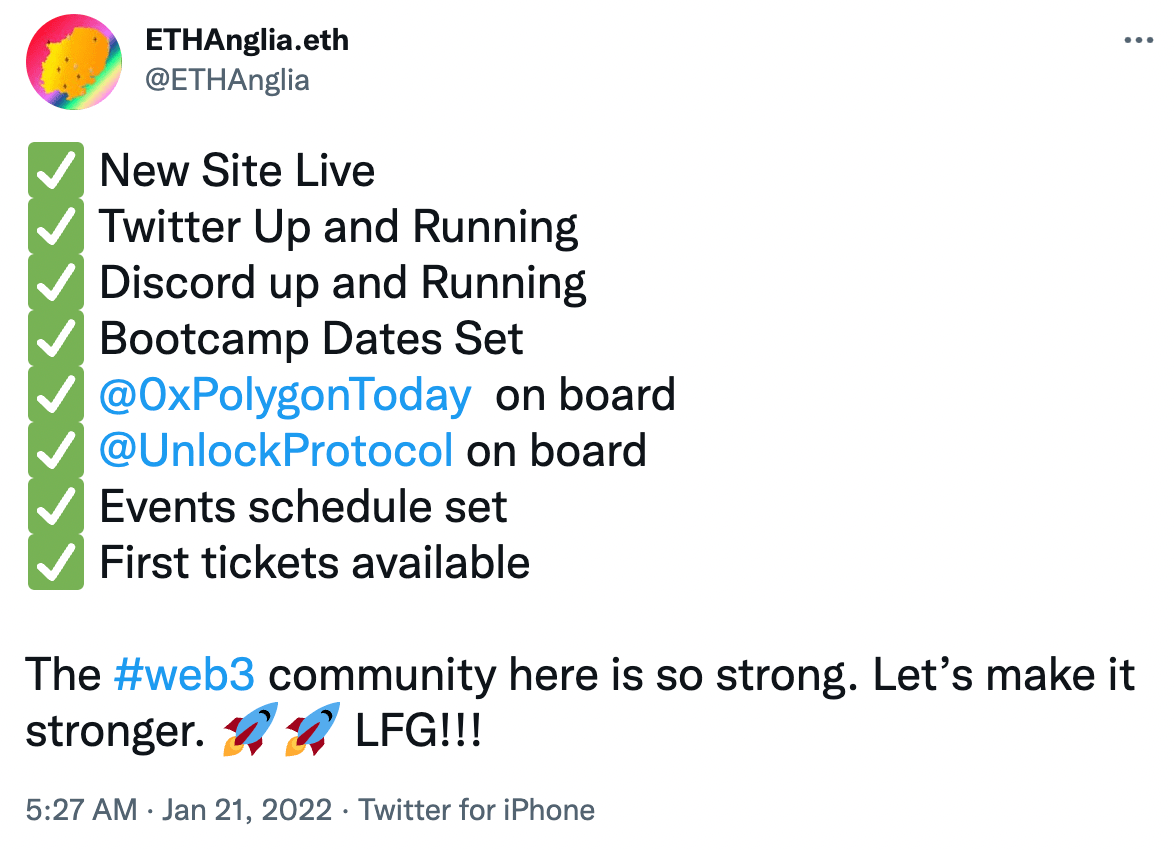 ETHAnglia.eth
@ETHAnglia
✅ New Site Live
✅ Twitter Up and Running
✅ Discord up and Running
✅ Bootcamp Dates Set
✅ @0xPolygonToday  on board
✅ @UnlockProtocol on board
✅ Events schedule set
✅ First tickets available
The #web3 community here is so strong. Let’s make it
stronger. 🚀🚀 LFG!!!
5:27 AM · Jan 21, 2022 · Twitter for iPhone